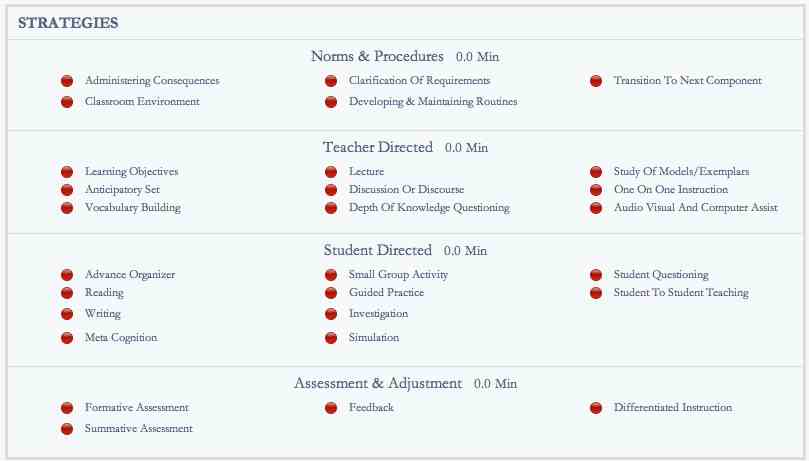 STRATEGIES
Norms & Procedures 0.0 Min
Administering Consequences Clarification Of Requirements Transition To Next Component
Classroom Environment Developing & Maintaining Routines
Teacher Directed 0.0 Min
Learning Objectives Lecture Study Of Models/Exemplars
Anticipatory Set Discussion Or Discourse One On One Instruction
Vocabulary Building Depth Of Knowledge Questioning Audio Visual And Computer Assist
Student Directed 0.0 Min
Advance Organizer Small Group Activity Student Questioning
Reading Guided Practice Student To Student Teaching
Writing Investigation
Meta Cognition Simulation
Assessment & Adjustment 0.0 Min
Formative Assessment Feedback Differentiated Instruction
Summative Assessment